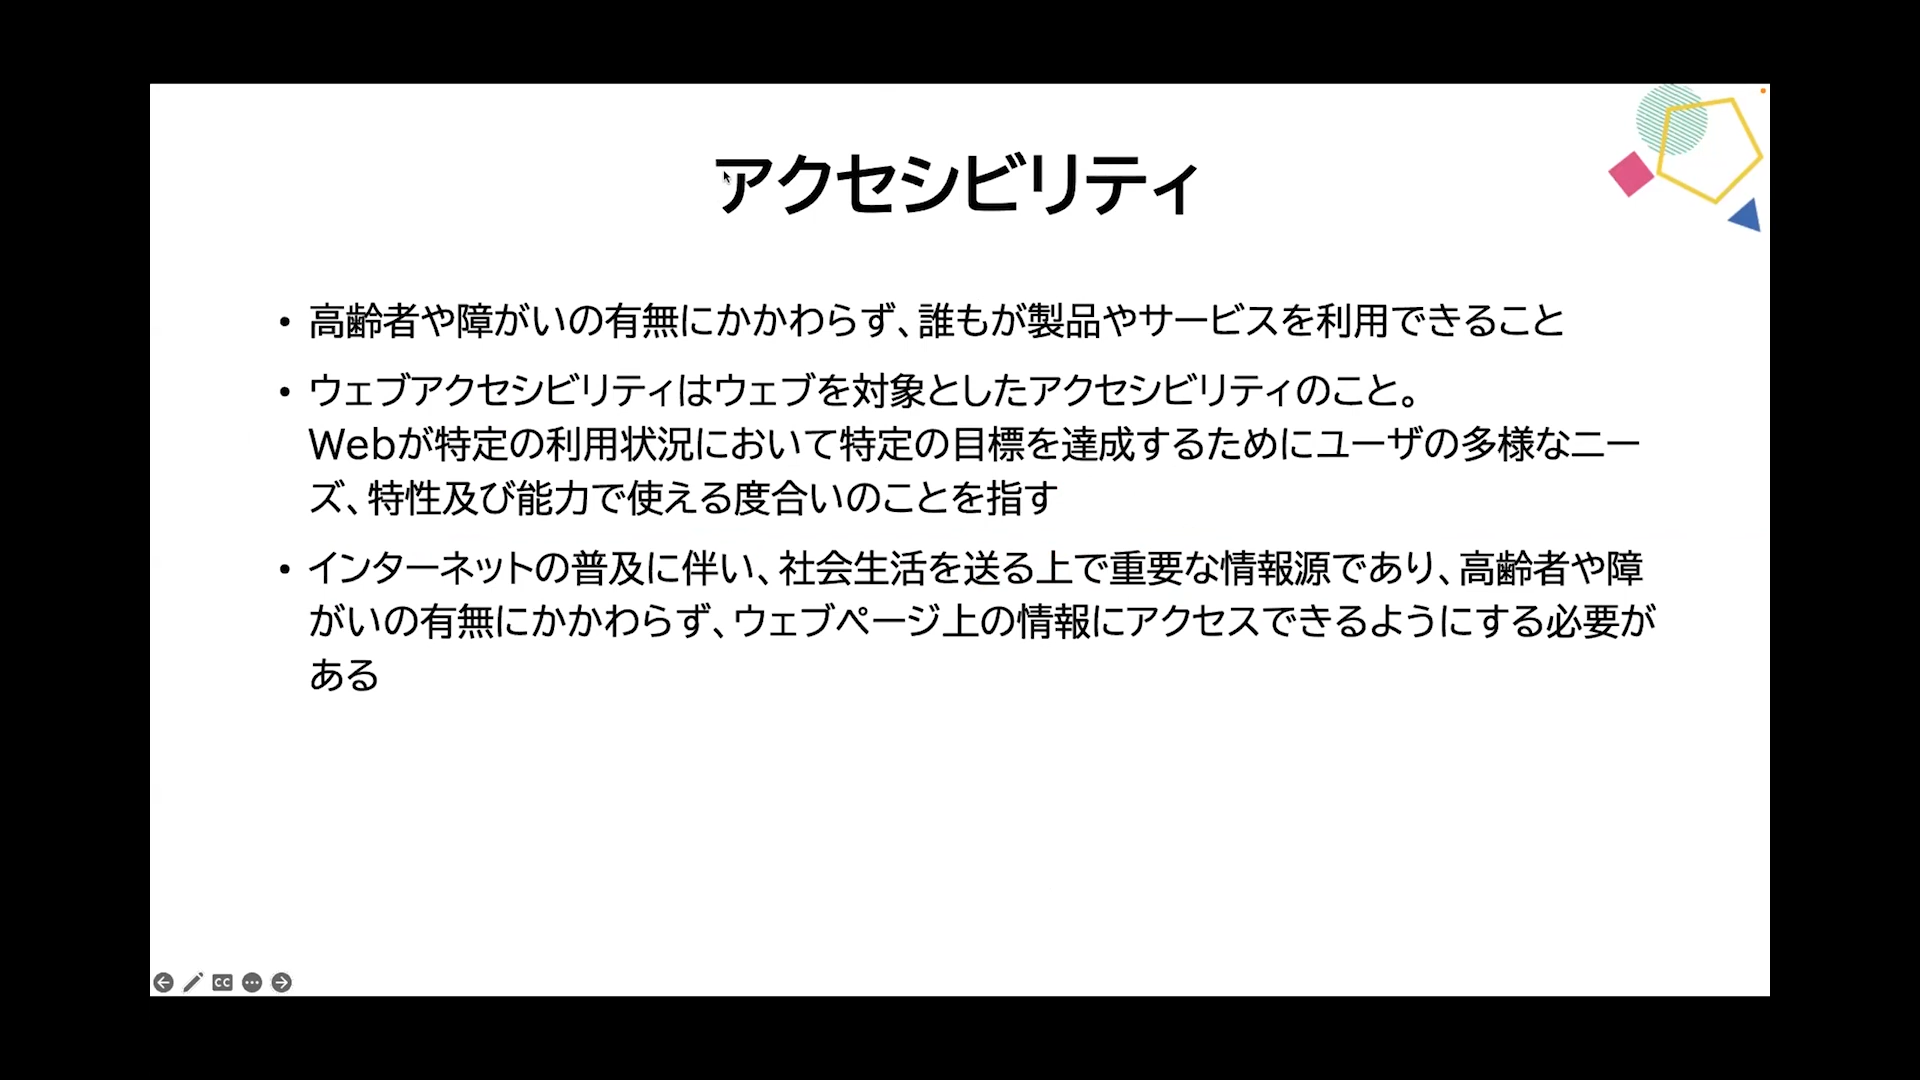 アクセシビリティ
• 高齢者や障がいの有無にかかわらず、誰もが製品やサービスを利用できること
• ウェブアクセシビリティはウェブを対象としたアクセシビリティのこと。
Webが特定の利用状況において特定の目標を達成するためにユーザの多様なニー
ズ、特性及び能力で使える度合いのことを指す
• インターネットの普及に伴い、社会生活を送る上で重要な情報源であり、高齢者や障
がいの有無にかかわらず、ウェブページ上の情報にアクセスできるようにする必要が
ある
CC